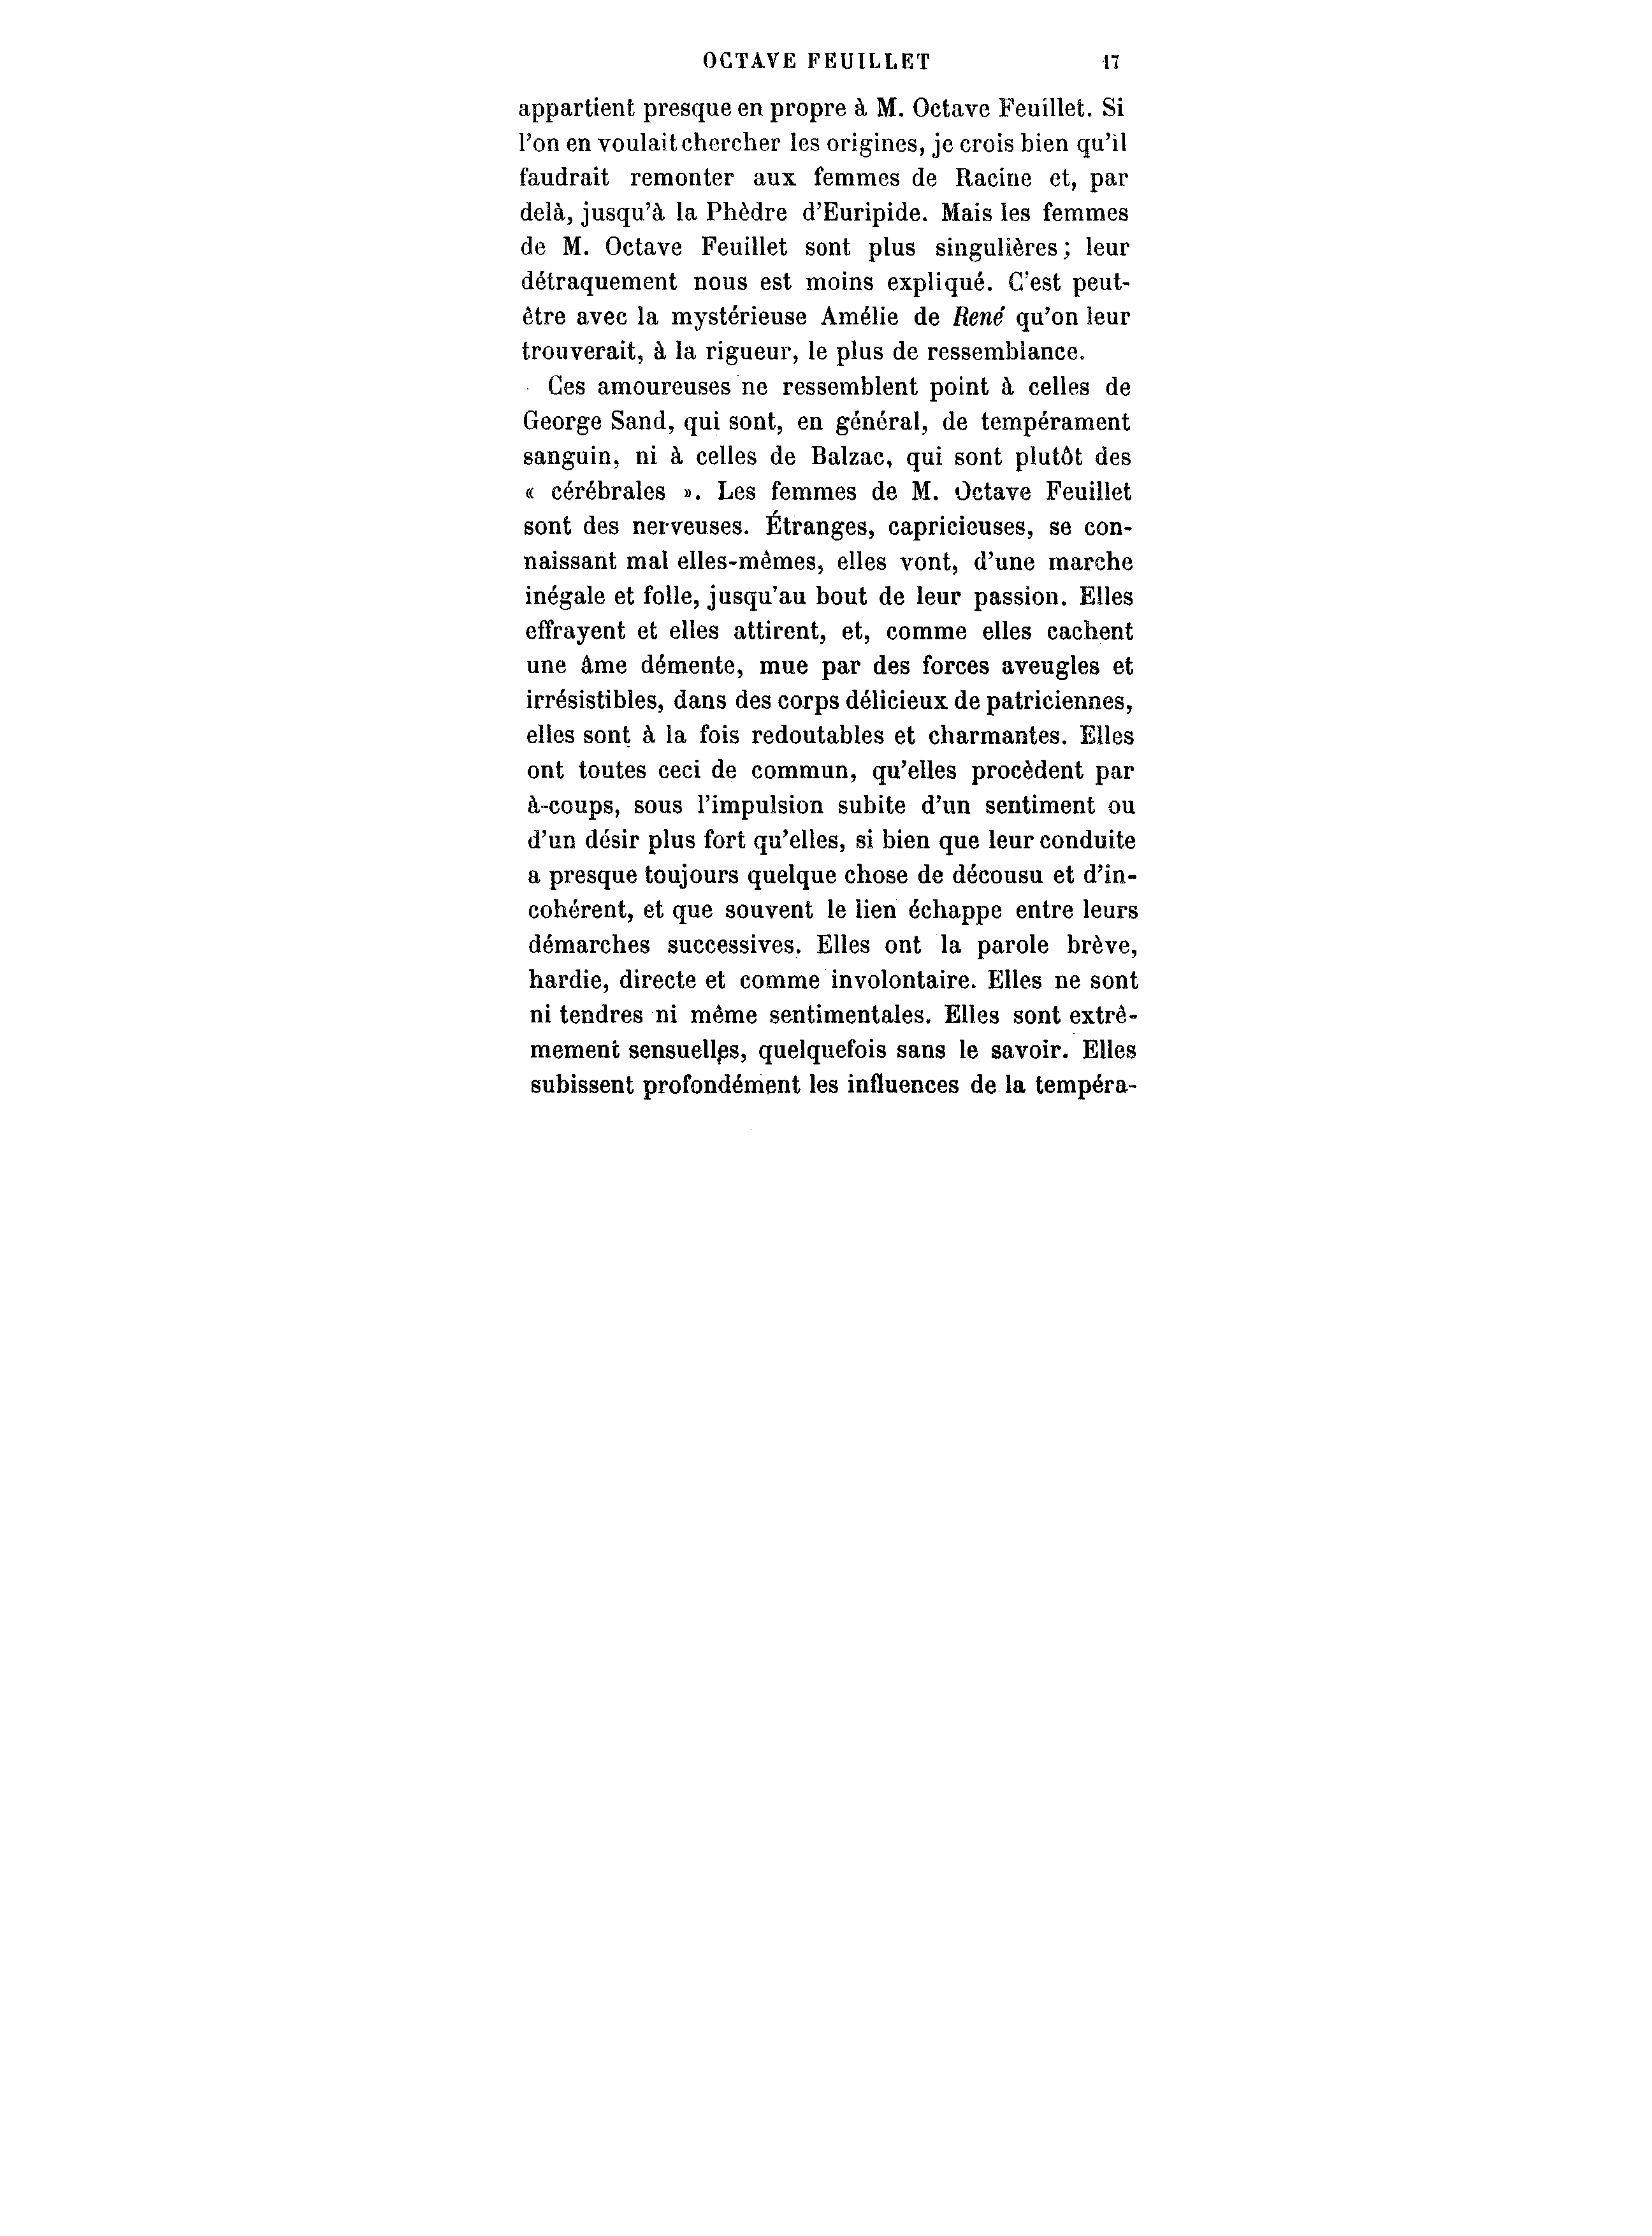 OCTAVE FEUILLET 17
appartient presque en propre à M. Octave Feuillet. Si
l'on en voulait chercher les origines, je crois bien qu'il
faudrait remonter aux femmes de Racine et, par
delà, jusqu'à la Phèdre d'Euripide. Mais les femmes
de M. Octave Feuillet sont plus singulières; leur
détraquement nous est moins expliqué. C'est peut-
être avec la mystérieuse Amélie de René qu'on leur
trouverait, à la rigueur, le plus de ressemblance.
Ces amoureuses ne ressemblent point à celles de
George Sand, qui sont, en général, de tempérament
sanguin, ni à celles de Balzac, qui sont plutôt des
« cérébrales ». Les femmes de M. Octave Feuillet
sont des nerveuses. Étranges, capricieuses, se con-
naissant mal elles-mêmes, elles vont, d'une marche
inégale et folle, jusqu'au bout de leur passion. Elles
effrayent et elles attirent, et, comme elles cachent
une âme démente, mue par des forces aveugles et
irrésistibles, dans des corps délicieux de patriciennes,
elles sont à la fois redoutables et charmantes. Elles
ont toutes ceci de commun, qu'elles procèdent par
à-coups, sous l'impulsion subite d'un sentiment ou
d'un désir plus fort qu'elles, si bien que leur conduite
a presque toujours quelque chose de décousu et d'in-
cohérent, et que souvent le lien échappe entre leurs
démarches successives. Elles ont la parole brève,
hardie, directe et comme involontaire. Elles ne sont
ni tendres ni même sentimentales. Elles sont extrê-
mement sensuelles, quelquefois sans le savoir. Elles
subissent profondément les influences de la tempéra-